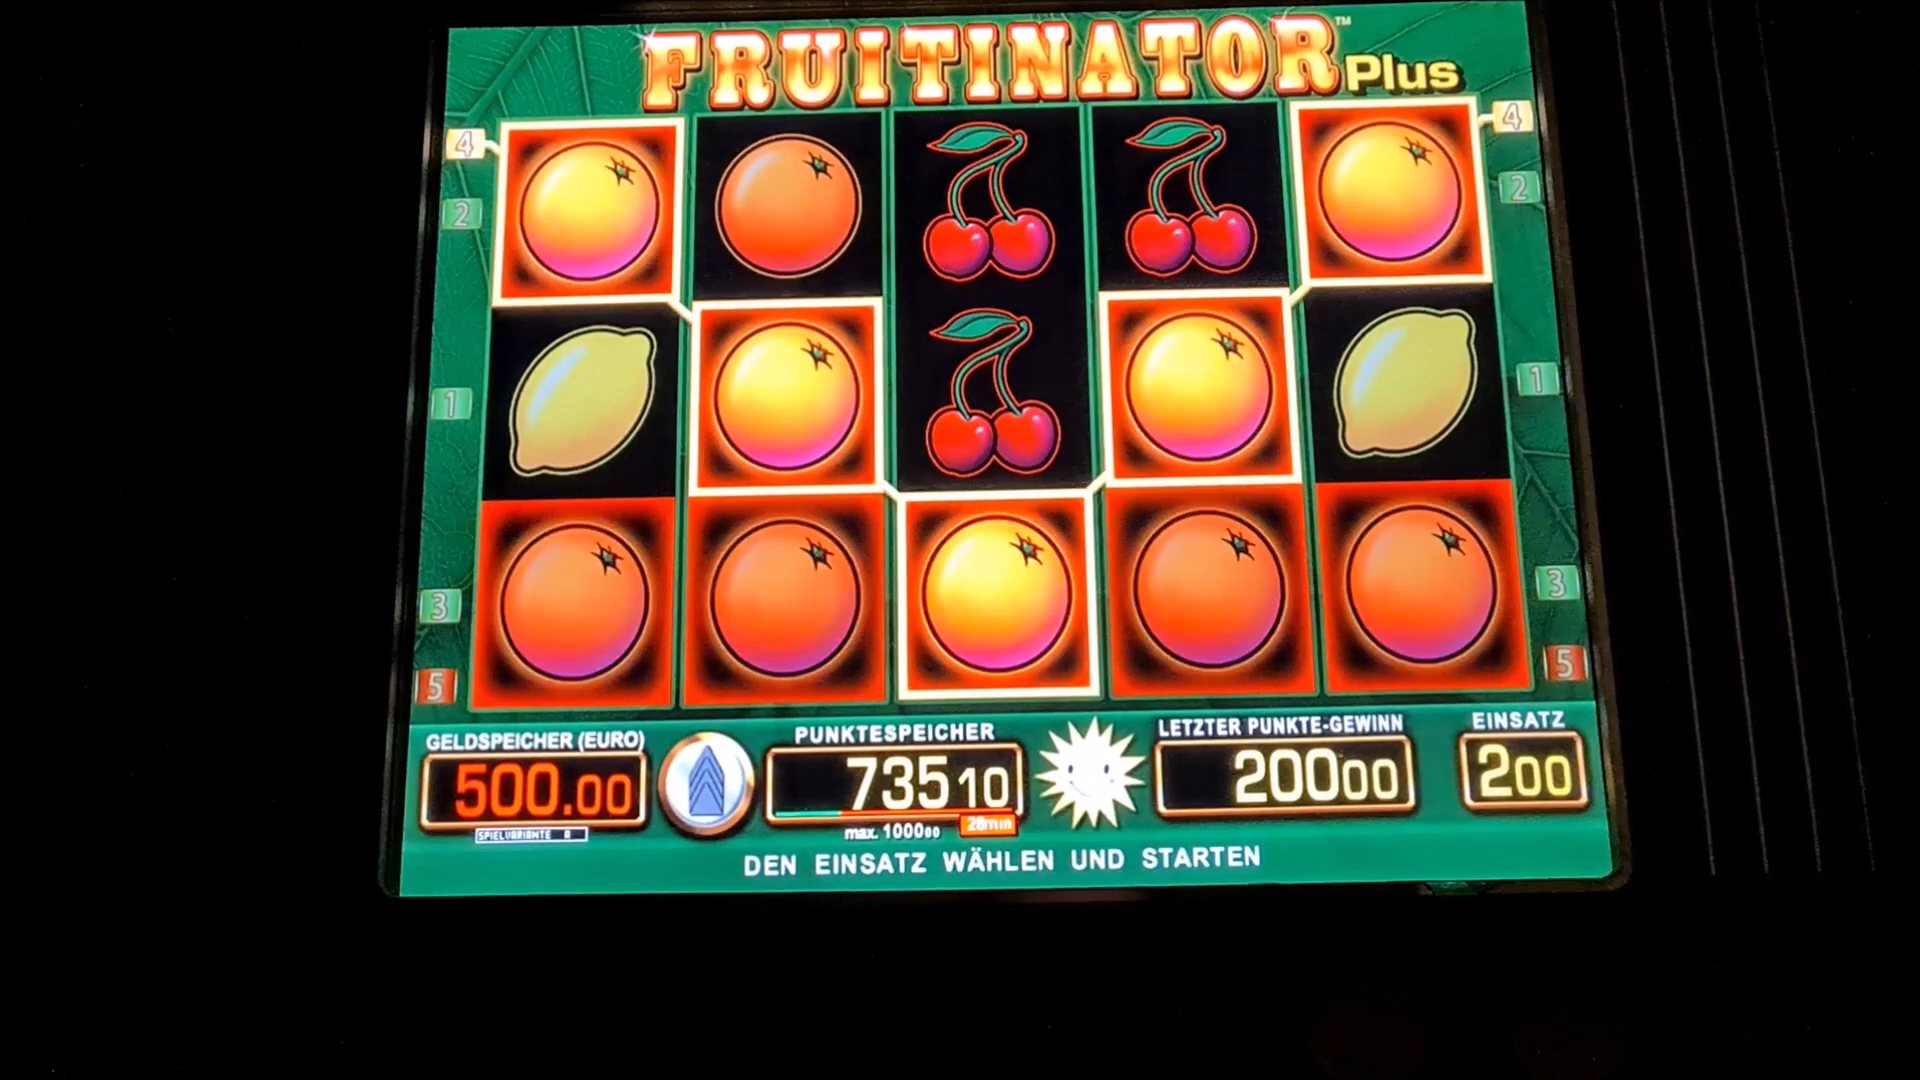 FRUITINATOR™ Plus
4 4
2 2
1 1
3 3
5 5
GELDSPEICHER (EURO) PUNKTESPEICHER LETZTER PUNKTE-GEWINN EINSATZ
500.00 73510 20000 200
SPIELVARIANTE max. 100000 28min
DEN EINSATZ WÄHLEN UND STARTEN